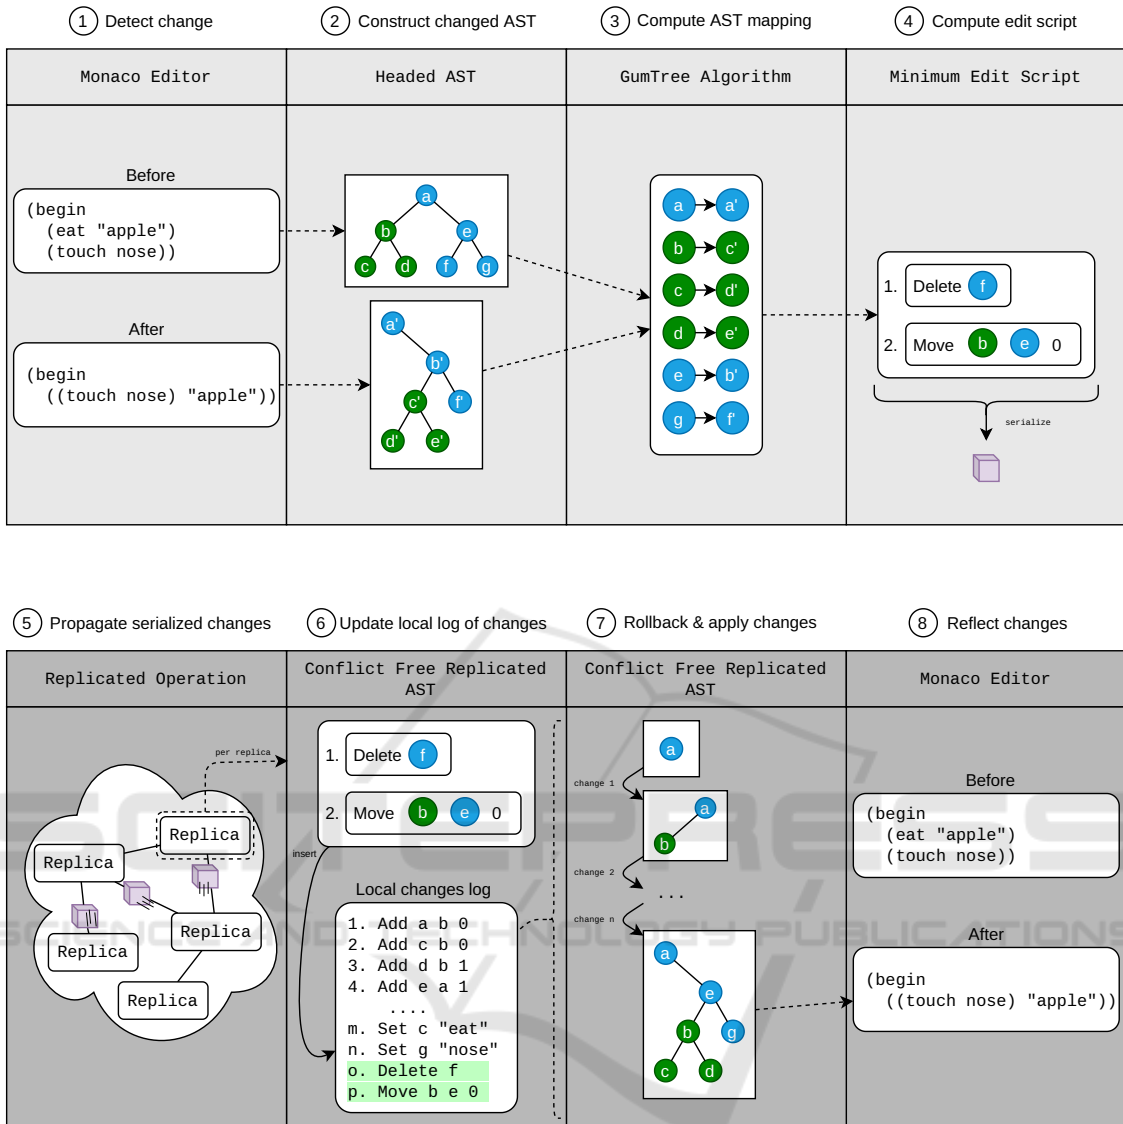 1 Detect change
2 Construct changed AST
3 Compute AST mapping
4 Compute edit script
Monaco Editor
Headed AST
GumTree Algorithm
Minimum Edit Script
Before
(begin
(eat "apple")
(touch nose))
After
(begin
((touch nose) "apple"))
a
b e
c d f g
a'
b'
c' f'
d' e'
a a'
b c'
c d'
d e'
e b'
g f'
1. Delete f
2. Move b e 0
serialize
5 Propagate serialized changes
6 Update local log of changes
7 Rollback & apply changes
8 Reflect changes
Replicated Operation
Conflict Free Replicated
AST
Conflict Free Replicated
AST
Monaco Editor
per replica
Replica
Replica
Replica
Replica
Replica
1. Delete f
2. Move b e 0
insert
Local changes log
1. Add a b 0
2. Add c b 0
3. Add d b 1
4. Add e a 1
....
m. Set c "eat"
n. Set g "nose"
o. Delete f
p. Move b e 0
a
change 1
a
b
change 2
...
change n
a
e
b g
c d
Before
(begin
(eat "apple")
(touch nose))
After
(begin
((touch nose) "apple"))
SCITEPRESS
SCIENCE AND TECHNOLOGY PUBLICATIONS